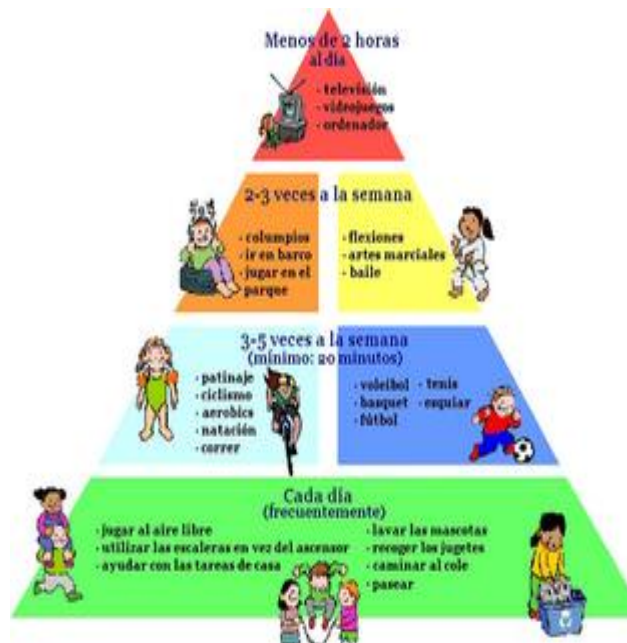 Menos de 2 horas
al día
· televisión
· videojuegos
· ordenador
2-3 veces a la semana
· columpios
· ir en barco
· jugar en el
parque
· flexiones
· artes marciales
· baile
3-5 veces a la semana
(mínimo: 20 minutos)
· patinaje
· ciclismo
· aerobics
· natación
· correr
· voleibol
· basquet
· fútbol
· tenis
· esquiar
Cada día
(frecuentemente)
· jugar al aire libre
· utilizar las escaleras en vez del ascensor
· ayudar con las tareas de casa
· lavar las mascotas
· recoger los jugetes
· caminar al cole
· pasear